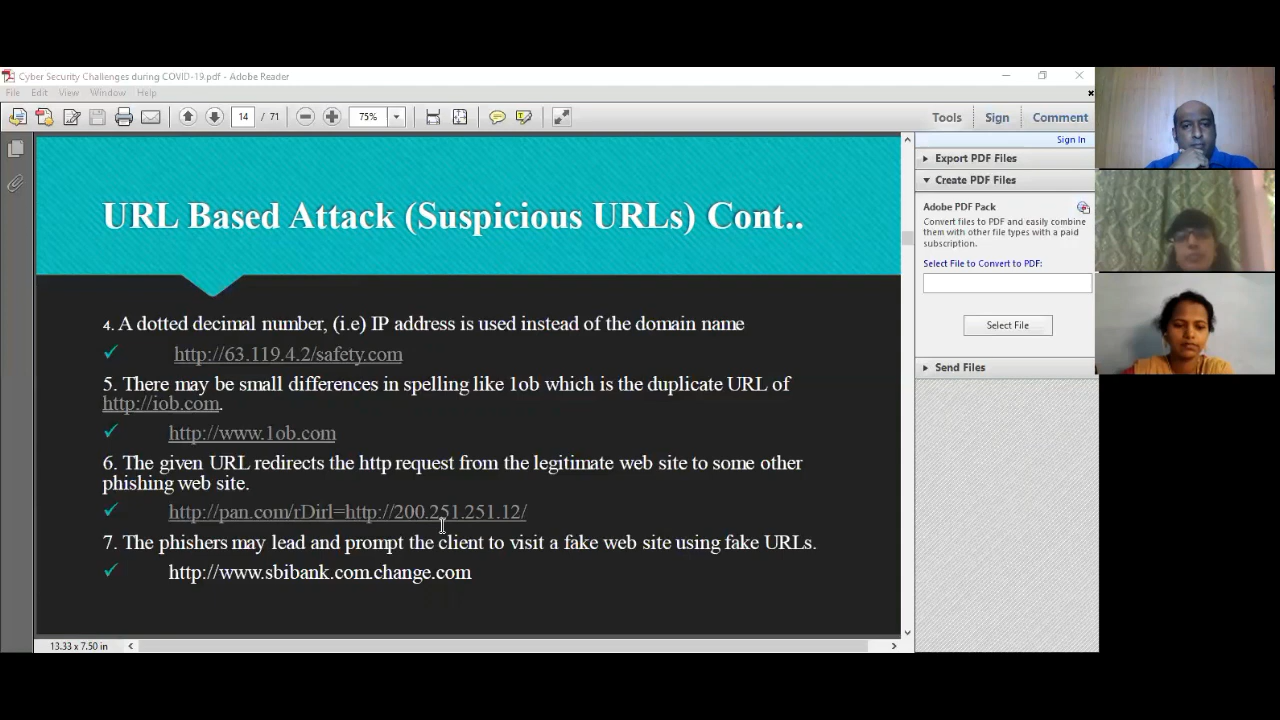 Cyber Security Challenges during COVID-19.pdf - Adobe Reader
File Edit View Window Help
14 / 71 75% Tools Sign Comment
Sign In
Export PDF Files
Create PDF Files
Adobe PDF Pack
Convert files to PDF and easily combine
them with other file types with a paid
subscription.
Select File to Convert to PDF:
Select File
Send Files
URL Based Attack (Suspicious URLs) Cont..
4. A dotted decimal number, (i.e) IP address is used instead of the domain name
http://63.119.4.2/safety.com
5. There may be small differences in spelling like 1ob which is the duplicate URL of
http://iob.com.
http://www.1ob.com
6. The given URL redirects the http request from the legitimate web site to some other
phishing web site.
http://pan.com/rDirl=http://200.251.251.12/
7. The phishers may lead and prompt the client to visit a fake web site using fake URLs.
http://www.sbibank.com.change.com
13.33 x 7.50 in